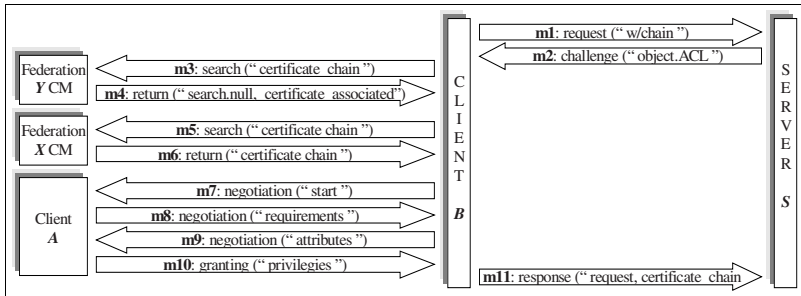 m1: request (“ w/chain ”)
m2: challenge (“ object.ACL ”)
Federation
Y CM
m3: search (“ certificate chain ”)
m4: return (“ search.null, certificate associated”)
Federation
X CM
m5: search (“ certificate chain ”)
m6: return (“ certificate chain ”)
Client
A
m7: negotiation (“ start ”)
m8: negotiation (“ requirements ”)
m9: negotiation (“ attributes ”)
m10: granting (“ privilegies ”)
CLIENT
B
SERVER
S
m11: response (“ request, certificate chain